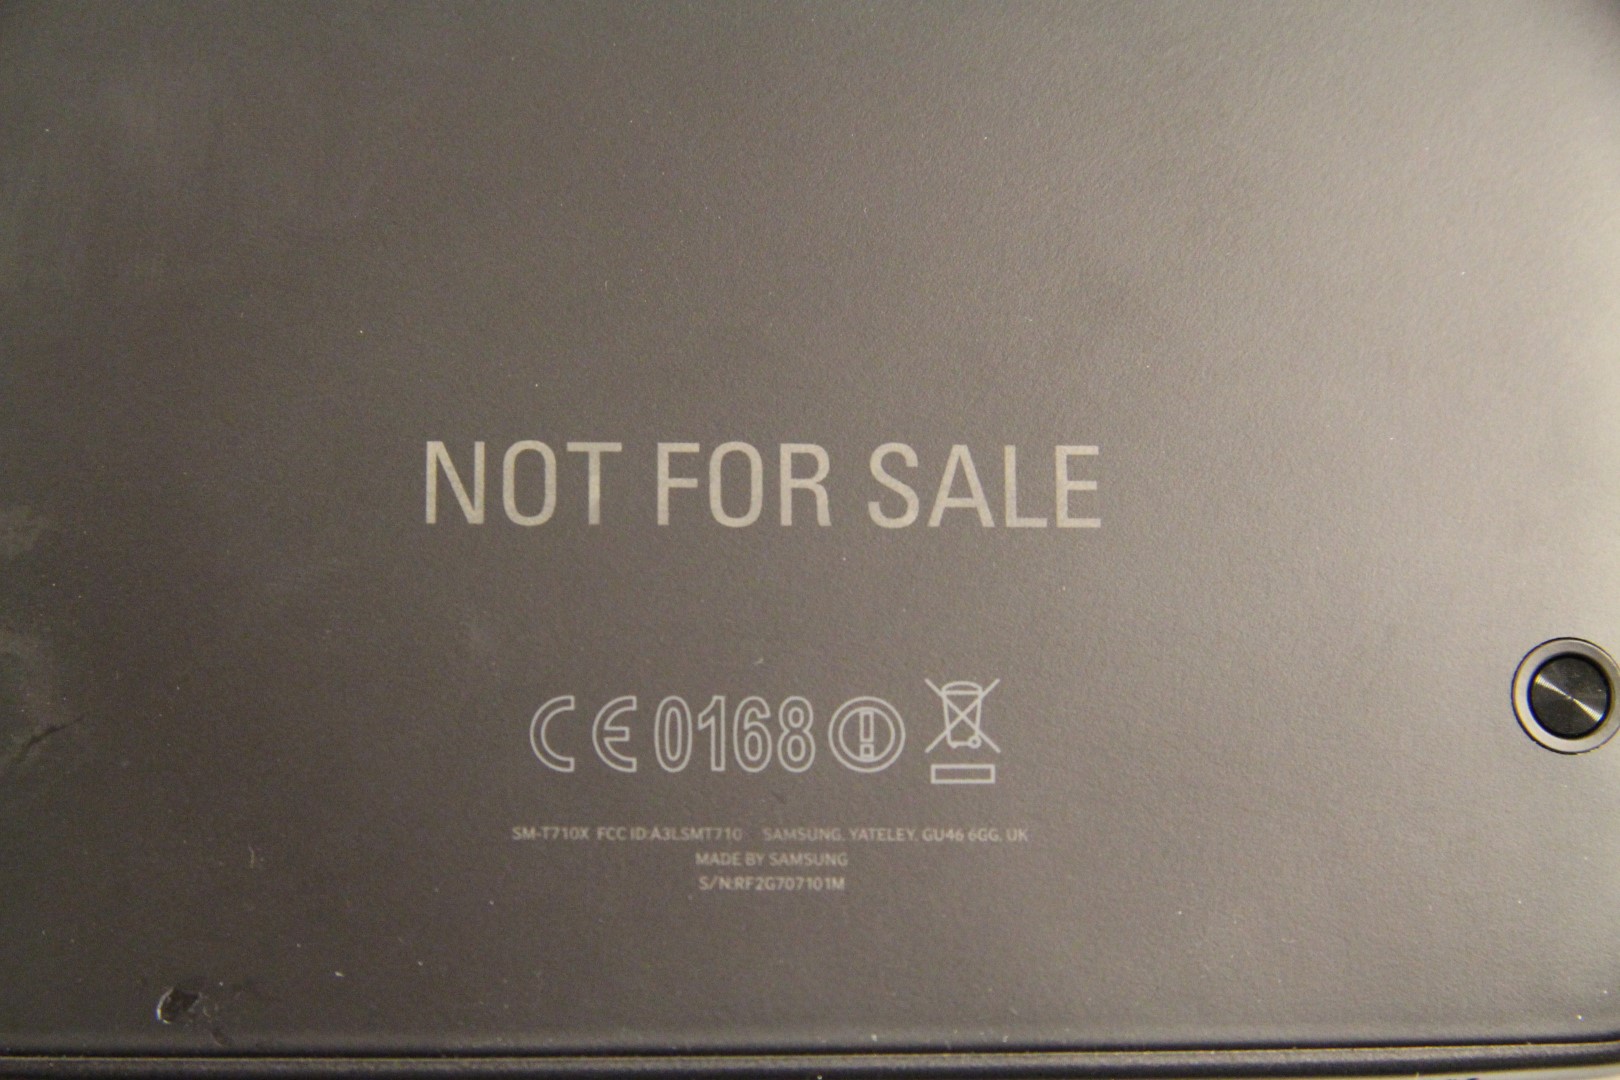 NOT FOR SALE
CE0168
SM-T710X FCC ID:A3LSMT710 SAMSUNG, YATELEY, GU46 6GG, UK
MADE BY SAMSUNG
S/N:RF2G707101M